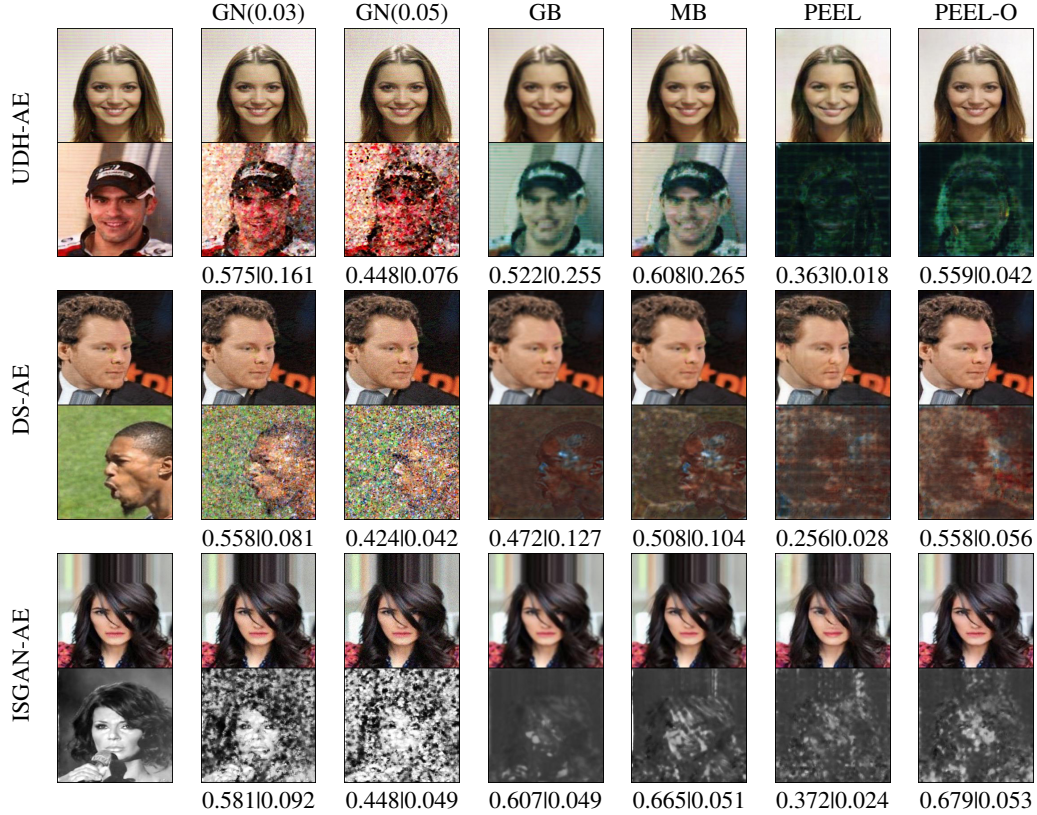 GN(0.03) GN(0.05) GB MB PEEL PEEL-O
UDH-AE
0.575|0.161 0.448|0.076 0.522|0.255 0.608|0.265 0.363|0.018 0.559|0.042
DS-AE
0.558|0.081 0.424|0.042 0.472|0.127 0.508|0.104 0.256|0.028 0.558|0.056
ISGAN-AE
0.581|0.092 0.448|0.049 0.607|0.049 0.665|0.051 0.372|0.024 0.679|0.053